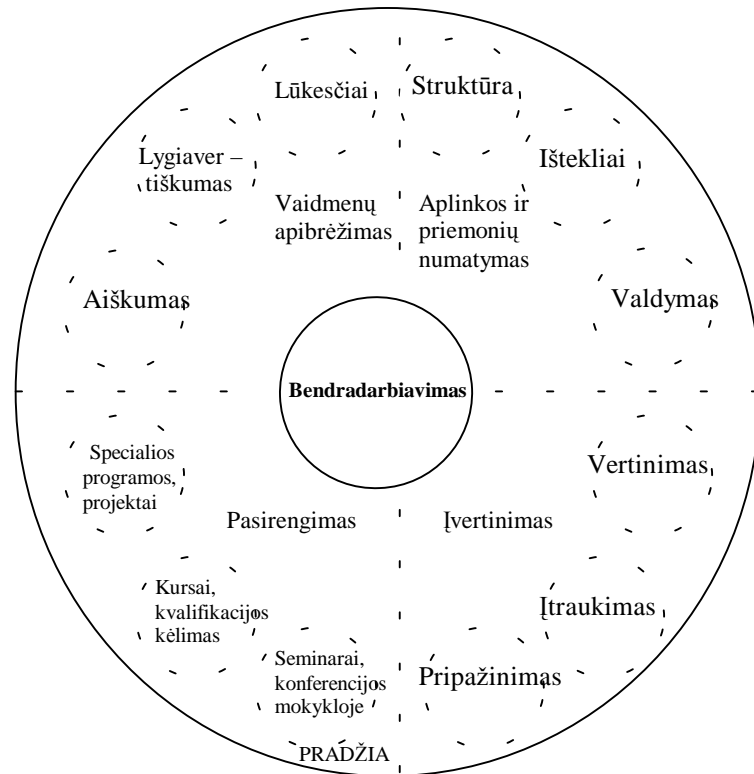 Lūkesčiai
Struktūra
Lygiaver –
tiškumas
Ištekliai
Vaidmenų
apibrėžimas
Aplinkos ir
priemonių
numatymas
Aiškumas
Valdymas
Bendradarbiavimas
Specialios
programos,
projektai
Vertinimas
Pasirengimas
Įvertinimas
Kursai,
kvalifikacijos
kėlimas
Įtraukimas
Seminarai,
konferencijos
mokykloje
Pripažinimas
PRADŽIA